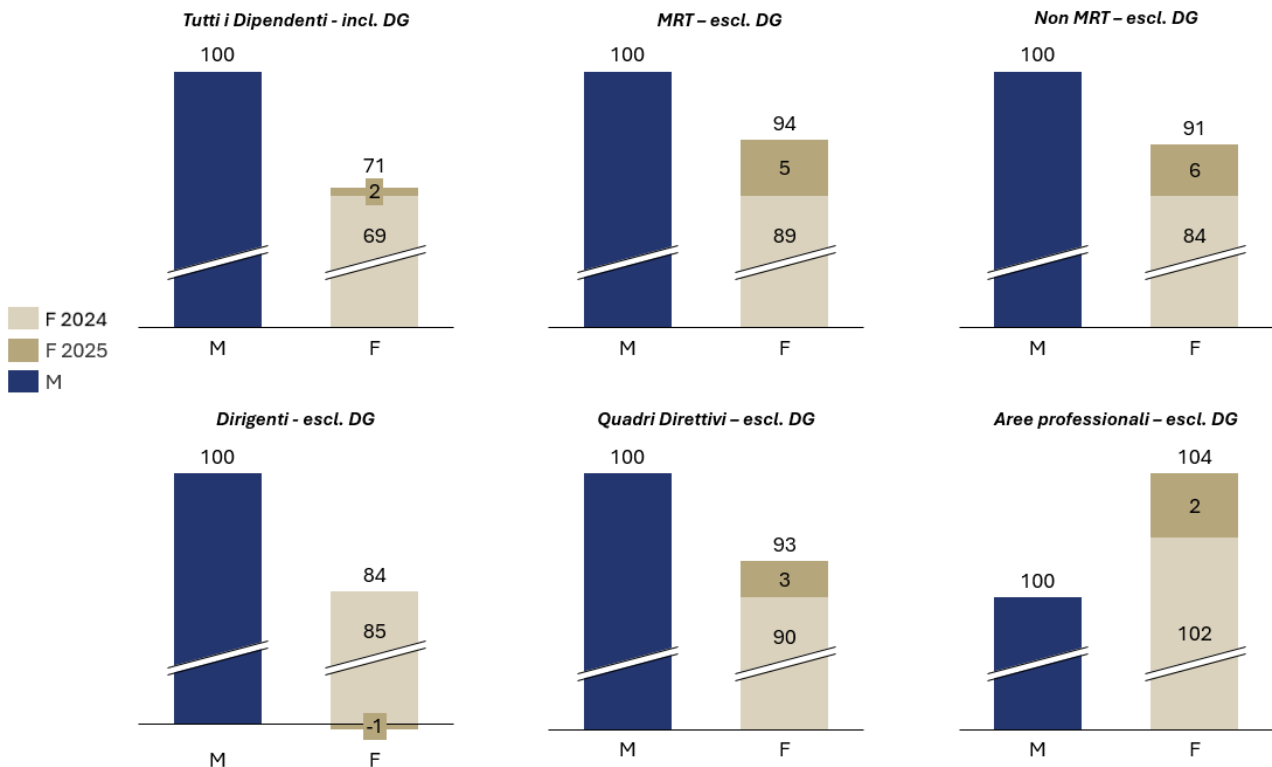 Tutti i Dipendenti - incl. DG
100
71
2
69
M
F
MRT – escl. DG
100
94
5
89
M
F
Non MRT – escl. DG
100
91
6
84
M
F
F 2024
F 2025
M
Dirigenti - escl. DG
100
84
85
-1
M
F
Quadri Direttivi – escl. DG
100
93
3
90
M
F
Aree professionali – escl. DG
104
2
100
102
M
F